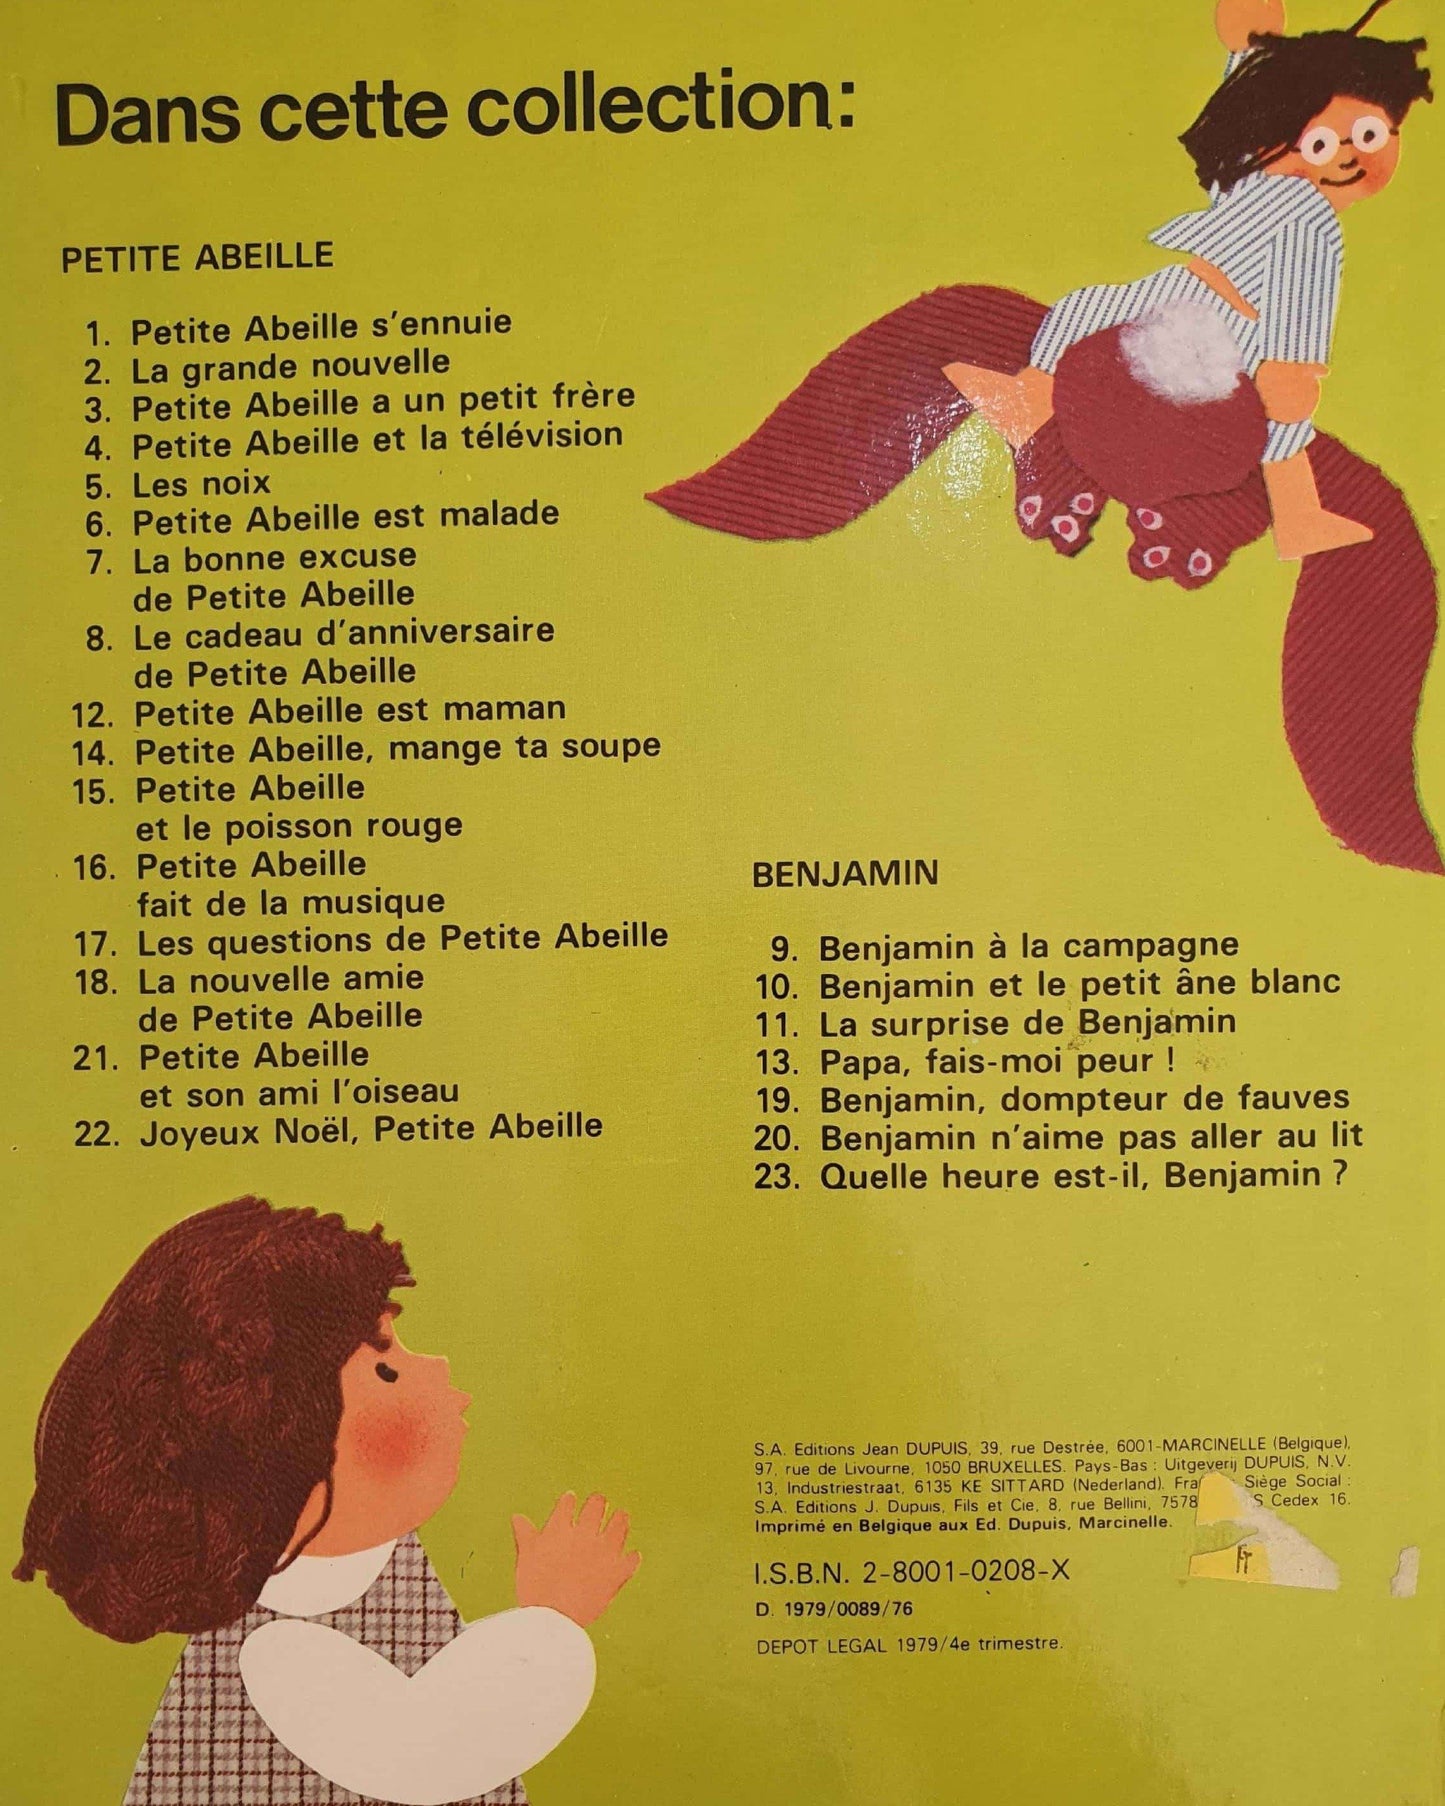 Dans cette collection:
PETITE ABEILLE
1. Petite Abeille s'ennuie
2. La grande nouvelle
3. Petite Abeille a un petit frère
4. Petite Abeille et la télévision
5. Les noix
6. Petite Abeille est malade
7. La bonne excuse
de Petite Abeille
8. Le cadeau d'anniversaire
de Petite Abeille
12. Petite Abeille est maman
14. Petite Abeille, mange ta soupe
15. Petite Abeille
et le poisson rouge
16. Petite Abeille
fait de la musique
17. Les questions de Petite Abeille
18. La nouvelle amie
de Petite Abeille
21. Petite Abeille
et son ami l'oiseau
22. Joyeux Noël, Petite Abeille
BENJAMIN
9. Benjamin à la campagne
10. Benjamin et le petit âne blanc
11. La surprise de Benjamin
13. Papa, fais-moi peur !
19. Benjamin, dompteur de fauves
20. Benjamin n'aime pas aller au lit
23. Quelle heure est-il, Benjamin ?
S.A. Editions Jean DUPUIS, 39, rue Destrée, 6001-MARCINELLE (Belgique),
97, rue de Livourne, 1050 BRUXELLES. Pays-Bas : Uitgeverij DUPUIS, N.V.
13, Industriestraat, 6135 KE SITTARD (Nederland). Siège Social :
S.A. Editions J. Dupuis, Fils et Cie, 8, rue Bellini, 7578 Cedex 16.
Imprimé en Belgique aux Ed. Dupuis, Marcinelle.
I.S.B.N. 2-8001-0208-X
D. 1979/0089/76
DEPOT LEGAL 1979/4e trimestre.